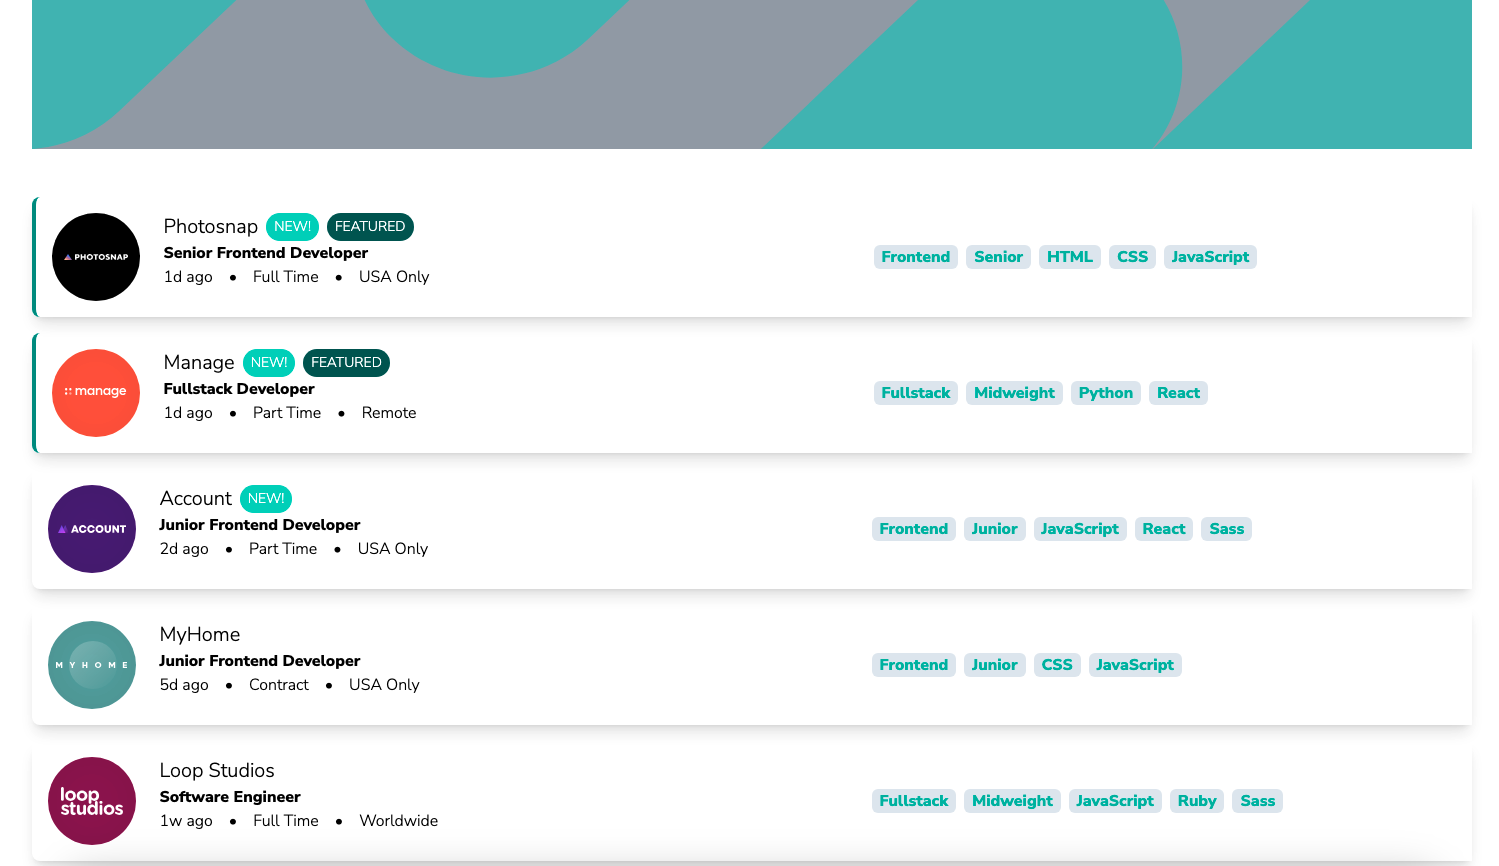 PHOTOSNAP
Photosnap NEW! FEATURED
Senior Frontend Developer
1d ago • Full Time • USA Only
Frontend Senior HTML CSS JavaScript
manage
Manage NEW! FEATURED
Fullstack Developer
1d ago • Part Time • Remote
Fullstack Midweight Python React
ACCOUNT
Account NEW!
Junior Frontend Developer
2d ago • Part Time • USA Only
Frontend Junior JavaScript React Sass
MYHOME
MyHome
Junior Frontend Developer
5d ago • Contract • USA Only
Frontend Junior CSS JavaScript
loop
studios
Loop Studios
Software Engineer
1w ago • Full Time • Worldwide
Fullstack Midweight JavaScript Ruby Sass